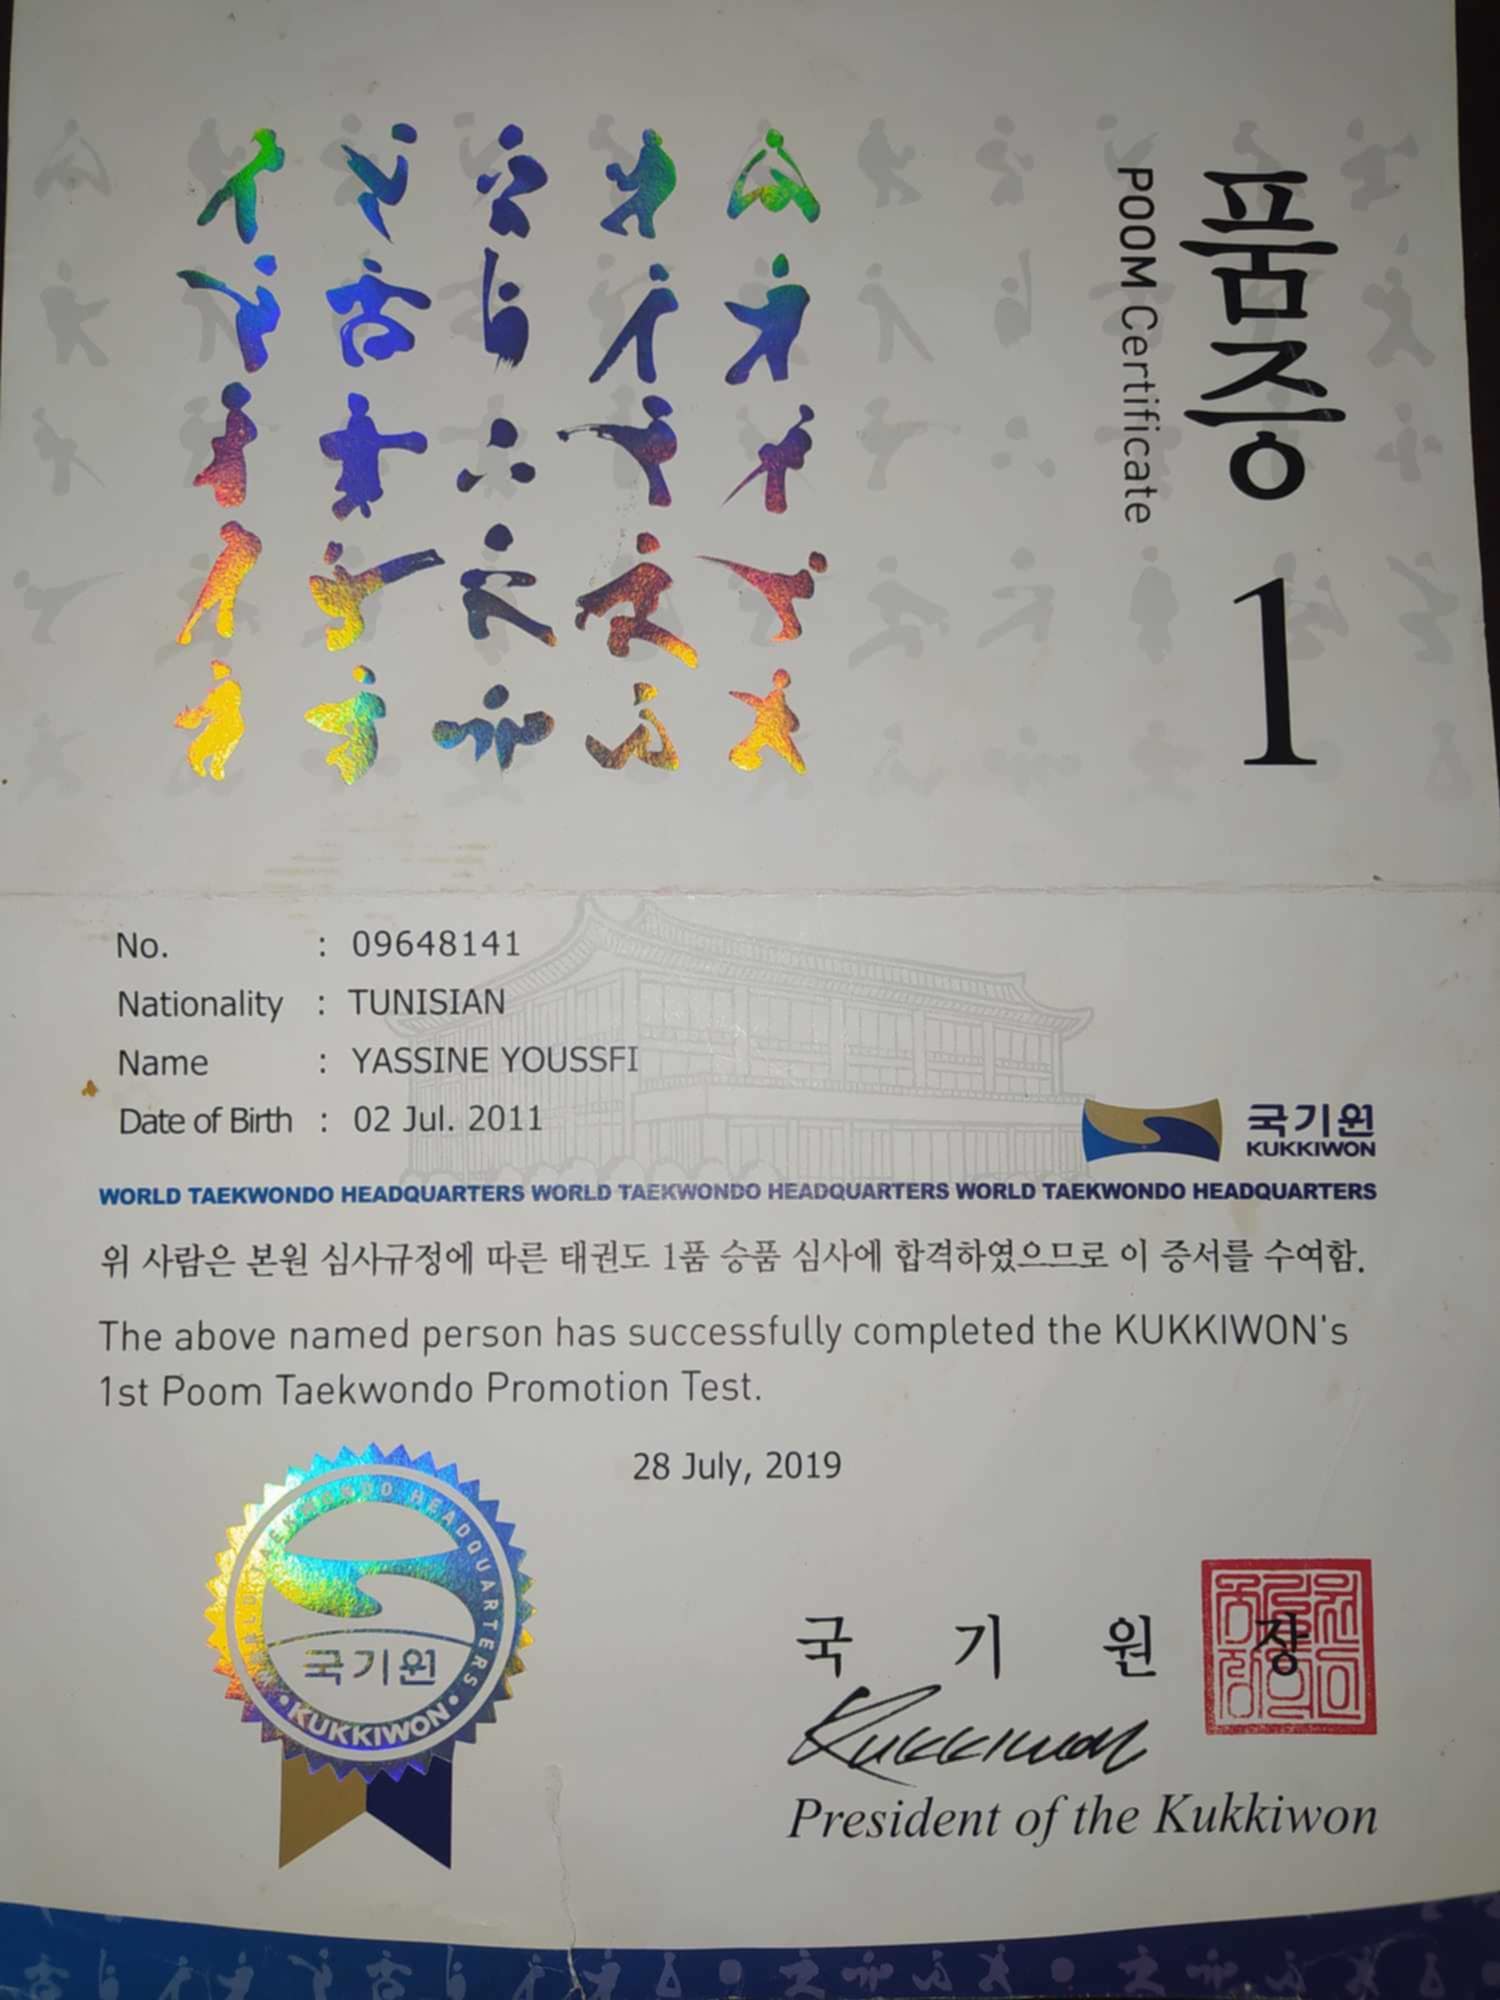 품증
POOM Certificate
1
No. : 09648141
Nationality : TUNISIAN
Name : YASSINE YOUSSFI
Date of Birth : 02 Jul. 2011
국기원
KUKKIWON
WORLD TAEKWONDO HEADQUARTERS WORLD TAEKWONDO HEADQUARTERS WORLD TAEKWONDO HEADQUARTERS
위 사람은 본원 심사규정에 따른 태권도 1품 승품 심사에 합격하였으므로 이 증서를 수여함.
The above named person has successfully completed the KUKKIWON's
1st Poom Taekwondo Promotion Test.
28 July, 2019
WORLD TAEKWONDO HEADQUARTERS
국기원
• KUKKIWON •
국 기 원 장
Kukkiwon
President of the Kukkiwon